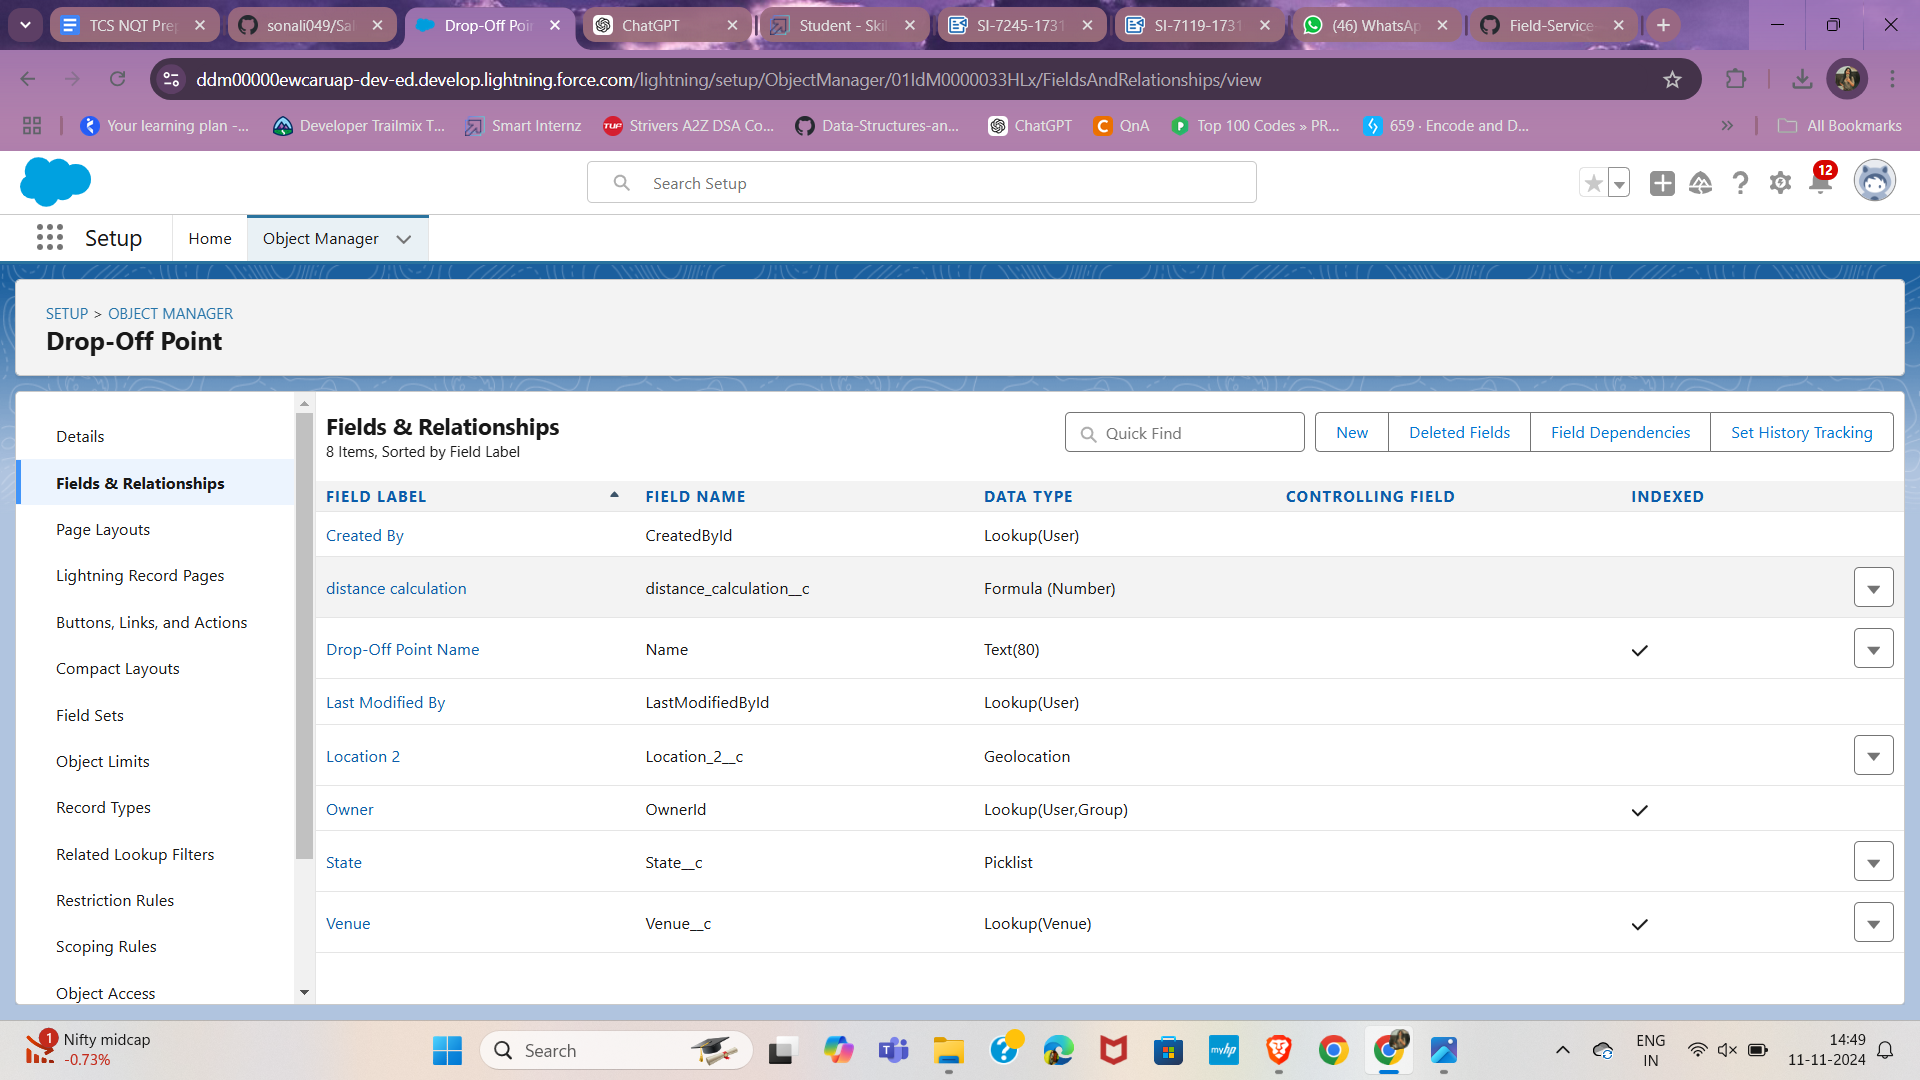 TCS NQT Prep
sonali049/Sal
Drop-Off Poin
ChatGPT
Student - Skil
SI-7245-1731
SI-7119-1731
(46) WhatsAp
Field-Service-
ddm00000ewcaruap-dev-ed.develop.lightning.force.com/lightning/setup/ObjectManager/01IdM0000033HLx/FieldsAndRelationships/view
Your learning plan -...
Developer Trailmix T...
Smart Internz
TUF
Strivers A2Z DSA Co...
Data-Structures-an...
ChatGPT
QnA
Top 100 Codes » PR...
659 · Encode and D...
All Bookmarks
Search Setup
12
Setup
Home
Object Manager
SETUP > OBJECT MANAGER
Drop-Off Point
Details
Fields & Relationships
Page Layouts
Lightning Record Pages
Buttons, Links, and Actions
Compact Layouts
Field Sets
Object Limits
Record Types
Related Lookup Filters
Restriction Rules
Scoping Rules
Object Access
Fields & Relationships
8 Items, Sorted by Field Label
Quick Find
New
Deleted Fields
Field Dependencies
Set History Tracking
FIELD LABEL FIELD NAME DATA TYPE CONTROLLING FIELD INDEXED
Created By CreatedById Lookup(User)
distance calculation distance_calculation__c Formula (Number)
Drop-Off Point Name Name Text(80)
Last Modified By LastModifiedById Lookup(User)
Location 2 Location_2__c Geolocation
Owner OwnerId Lookup(User,Group)
State State__c Picklist
Venue Venue__c Lookup(Venue)
1
Nifty midcap
-0.73%
Search
myhp
ENG
IN
14:49
11-11-2024